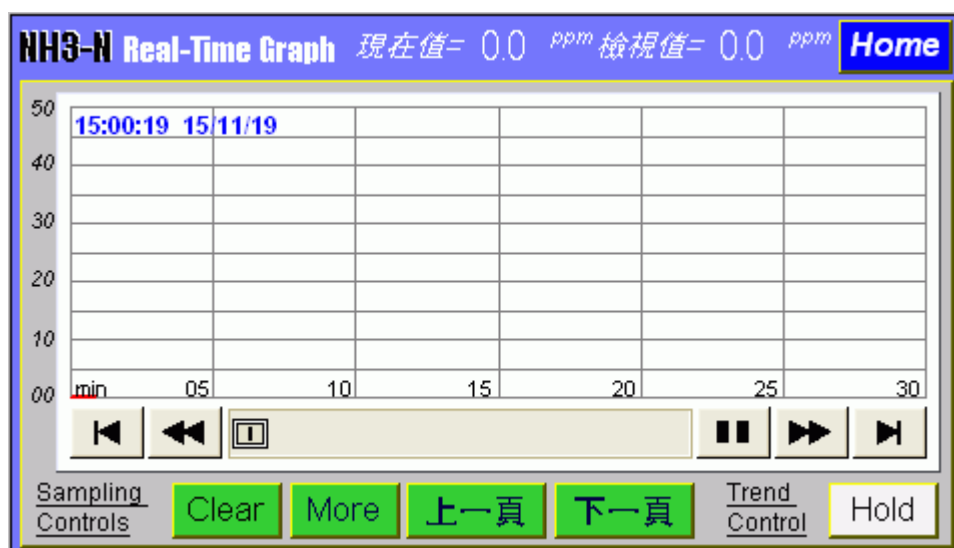 NH3-N Real-Time Graph 現在值= 0.0 ppm 檢視值= 0.0 ppm Home
50
15:00:19 15/11/19
40
30
20
10
00 min 05 10 15 20 25 30
Sampling Controls Clear More 上一頁 下一頁 Trend Control Hold